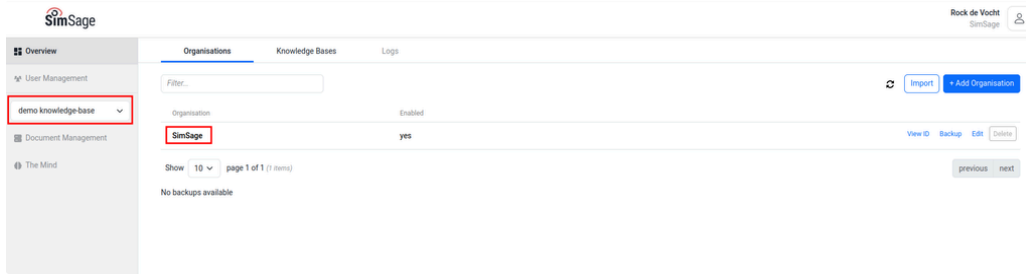 SimSage
Rock de Vocht
SimSage
Overview
User Management
demo knowledge-base
Document Management
The Mind
Organisations Knowledge Bases Logs
Filter... Import + Add Organisation
Organisation Enabled
SimSage yes View ID Backup Edit Delete
Show 10 page 1 of 1 (1 items) previous next
No backups available